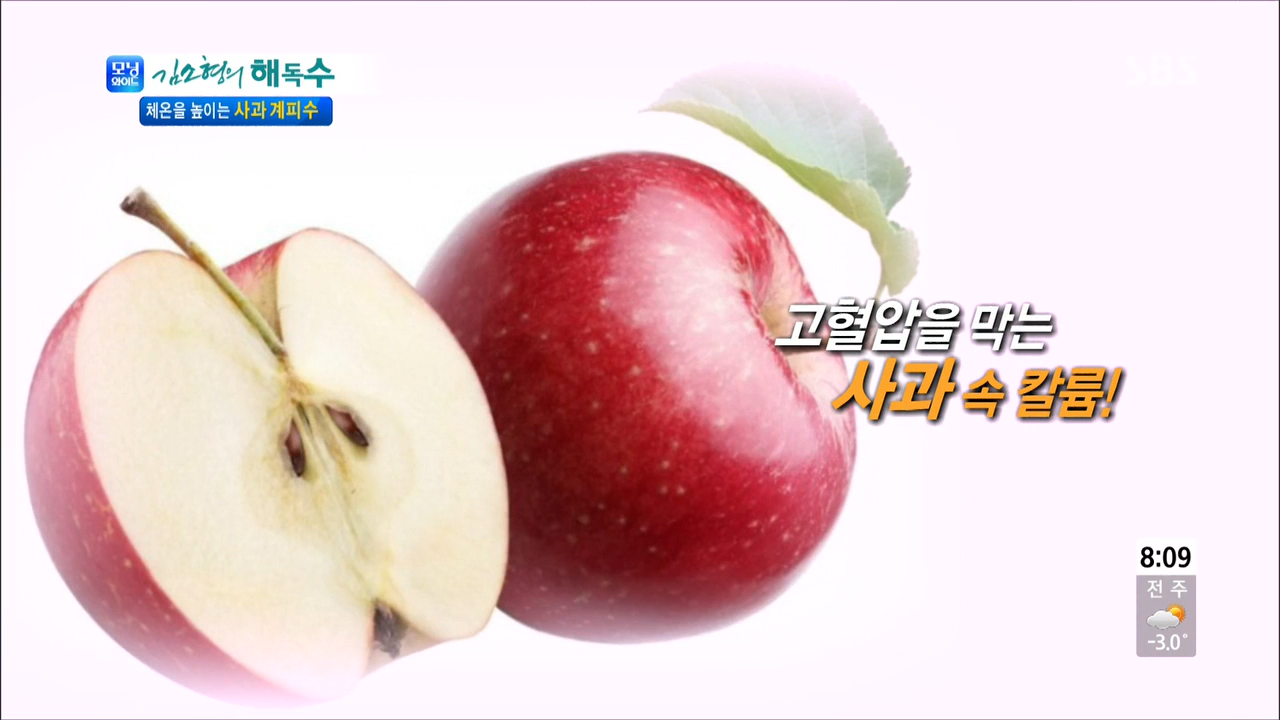 모닝
와이드
김소형의 해독수
체온을 높이는 사과 계피수
SBS
고혈압을 막는
사과 속 칼륨!
8:09
전주
-3.0°